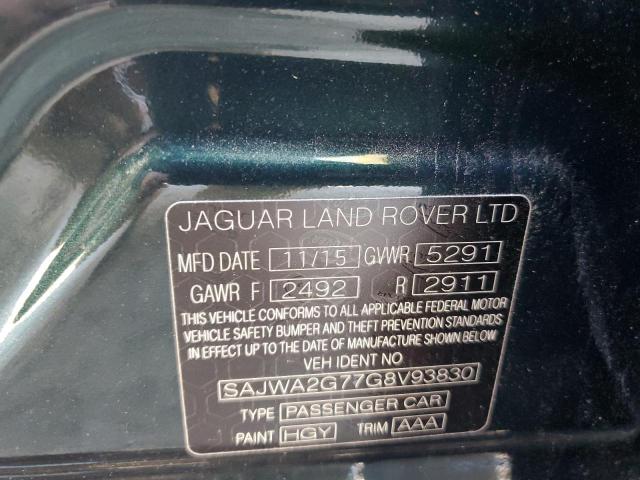 JAGUAR LAND ROVER LTD
MFD DATE 11/15 GVWR 5291
GAWR F 2492 R 2911
THIS VEHICLE CONFORMS TO ALL APPLICABLE FEDERAL MOTOR
VEHICLE SAFETY BUMPER AND THEFT PREVENTION STANDARDS
IN EFFECT ON THE DATE OF MANUFACTURE SHOWN BELOW.
VEH IDENT NO
SAJWA2G77G8V93830
TYPE PASSENGER CAR
PAINT HGY TRIM AAA